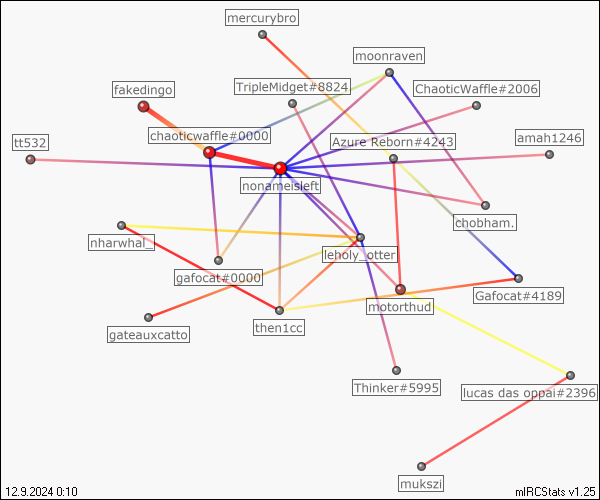 mercurybro
moonraven
fakedingo
TripleMidget#8824
ChaoticWaffle#2006
chaoticwaffle#0000
Azure Reborn#4243
amah1246
tt532
nonameisleft
chobham.
nharwhal_
leholy_otter
gafocat#0000
Gafocat#4189
motorthud
then1cc
gateauxcatto
Thinker#5995
lucas das oppai#2396
mukszi
12.9.2024 0:10
mIRCStats v1.25